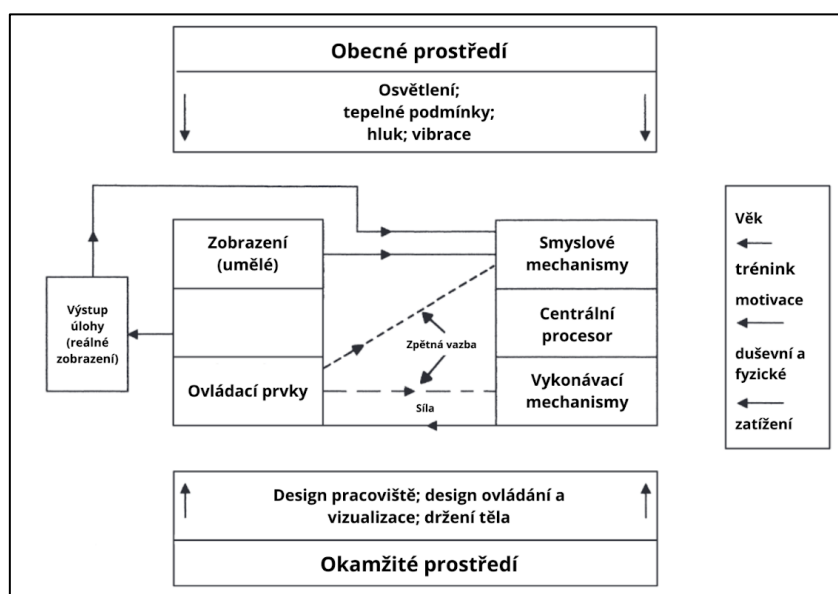 Obecné prostředí
Osvětlení;
tepelné podmínky;
hluk; vibrace
Zobrazení
(umělé)
Smyslové
mechanismy
Věk
trénink
motivace
duševní a
fyzické
zatížení
Výstup
úlohy
(reálné
zobrazení)
Centrální
procesor
Zpětná vazba
Ovládací prvky
Vykonávací
mechanismy
Síla
Design pracoviště; design ovládání a
vizualizace; držení těla
Okamžité prostředí